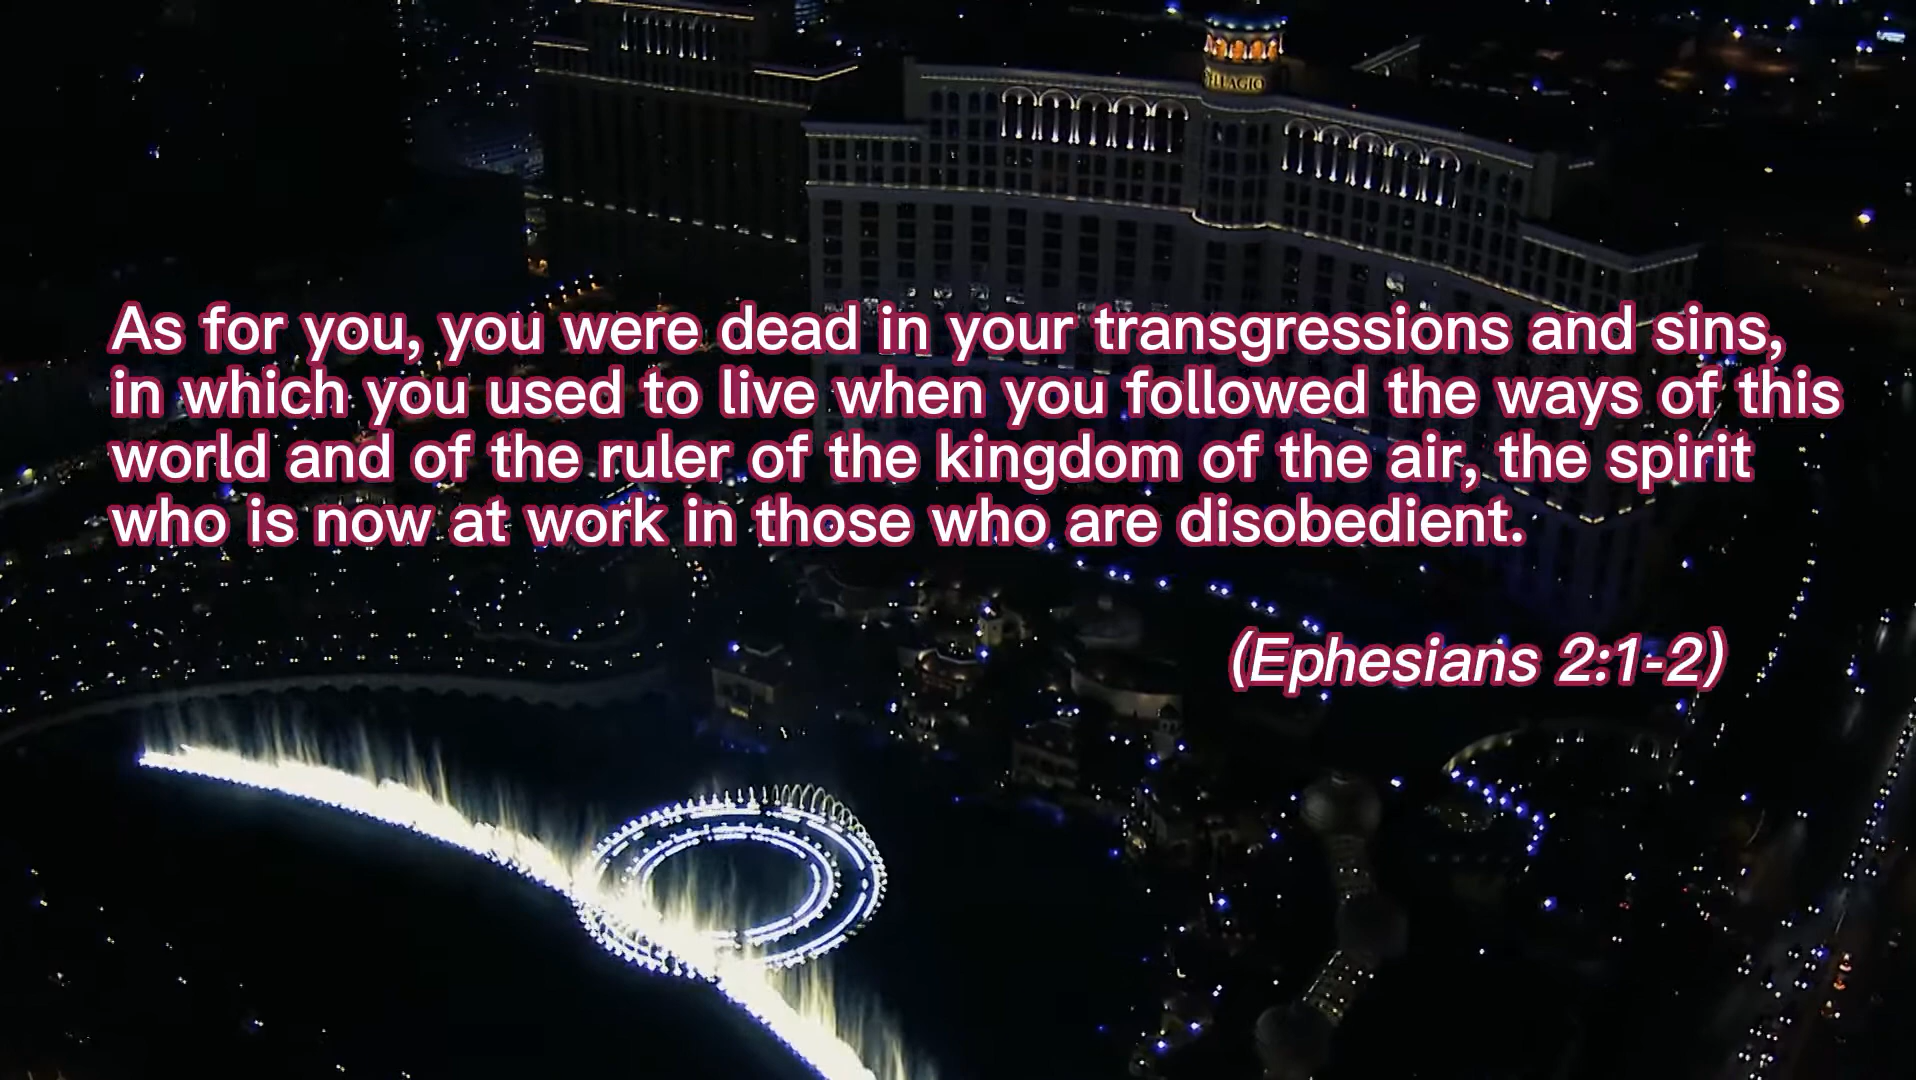 BELLAGIO
As for you, you were dead in your transgressions and sins,
in which you used to live when you followed the ways of this
world and of the ruler of the kingdom of the air, the spirit
who is now at work in those who are disobedient.
(Ephesians 2:1-2)